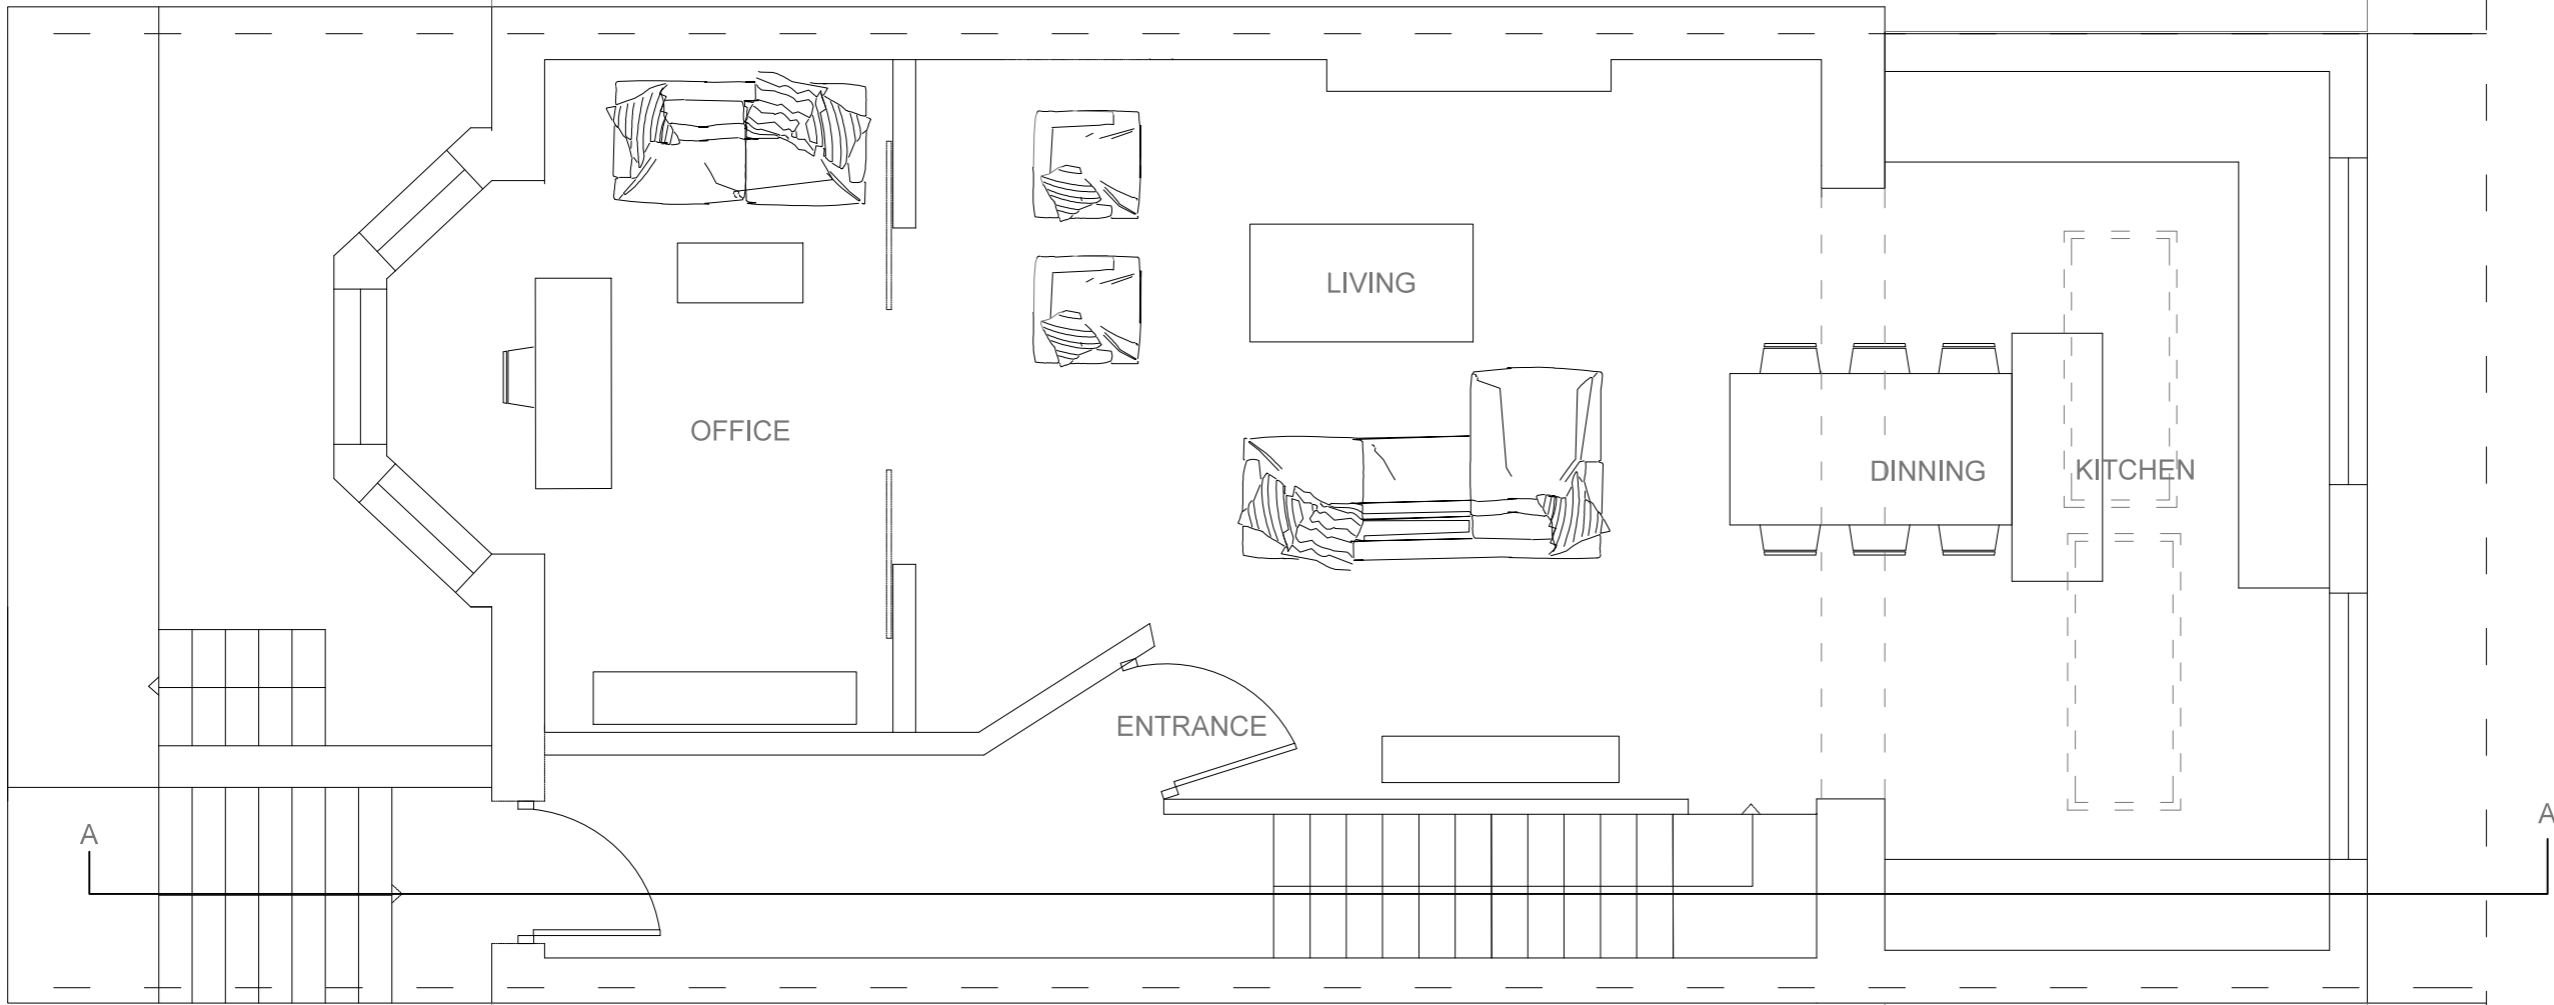 LIVING
OFFICE
DINNING
KITCHEN
ENTRANCE
A
A